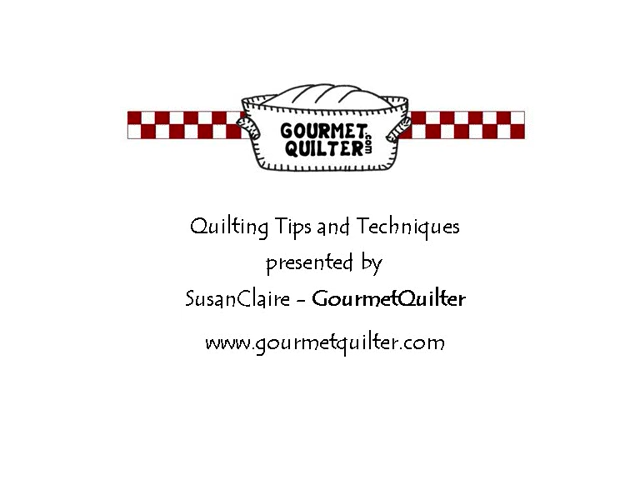 GOURMET
QUILTER.com
Quilting Tips and Techniques
presented by
SusanClaire - GourmetQuilter
www.gourmetquilter.com